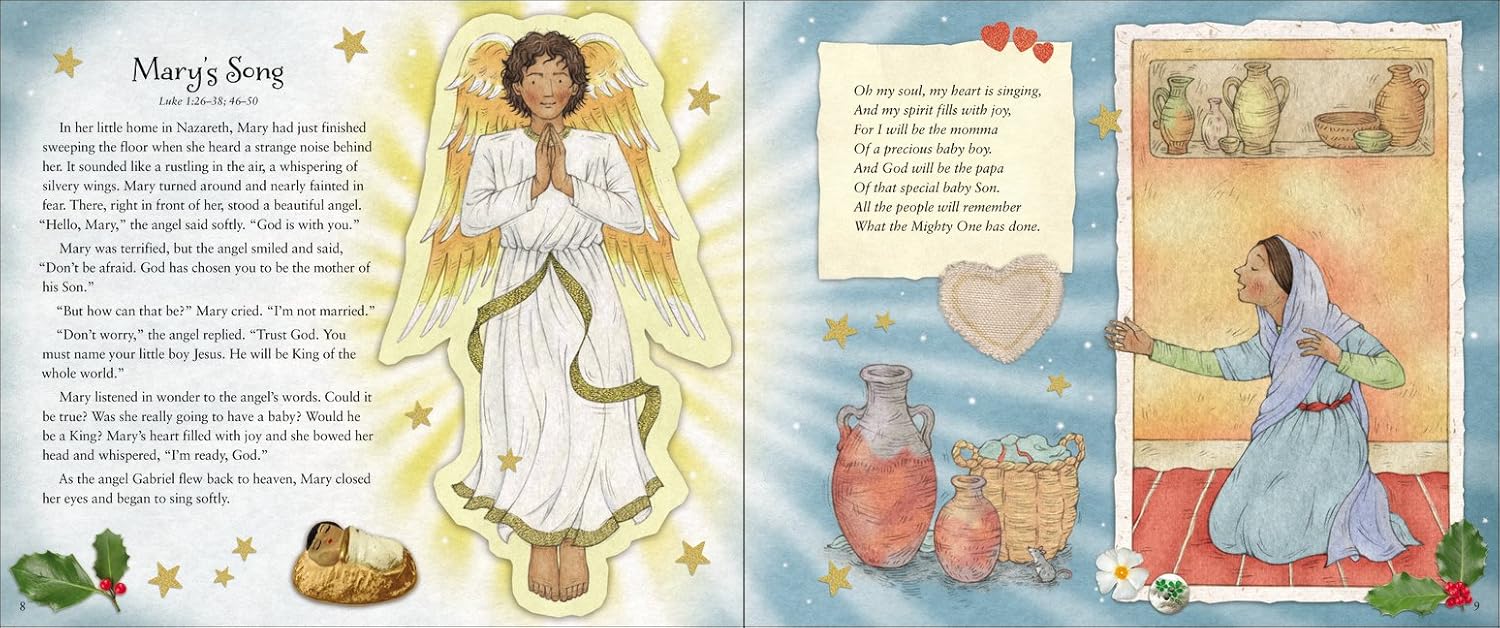 Mary's Song
Luke 1:26–38; 46–50
In her little home in Nazareth, Mary had just finished
sweeping the floor when she heard a strange noise behind
her. It sounded like a rustling in the air, a whispering of
silvery wings. Mary turned around and nearly fainted in
fear. There, right in front of her, stood a beautiful angel.
“Hello, Mary,” the angel said softly. “God is with you.”
Mary was terrified, but the angel smiled and said,
“Don’t be afraid. God has chosen you to be the mother of
his Son.”
“But how can that be?” Mary cried. “I’m not married.”
“Don’t worry,” the angel replied. “Trust God. You
must name your little boy Jesus. He will be King of the
whole world.”
Mary listened in wonder to the angel’s words. Could it
be true? Was she really going to have a baby? Would he
be a King? Mary’s heart filled with joy and she bowed her
head and whispered, “I’m ready, God.”
As the angel Gabriel flew back to heaven, Mary closed
her eyes and began to sing softly.
8
Oh my soul, my heart is singing,
And my spirit fills with joy,
For I will be the momma
Of a precious baby boy.
And God will be the papa
Of that special baby Son.
All the people will remember
What the Mighty One has done.
9